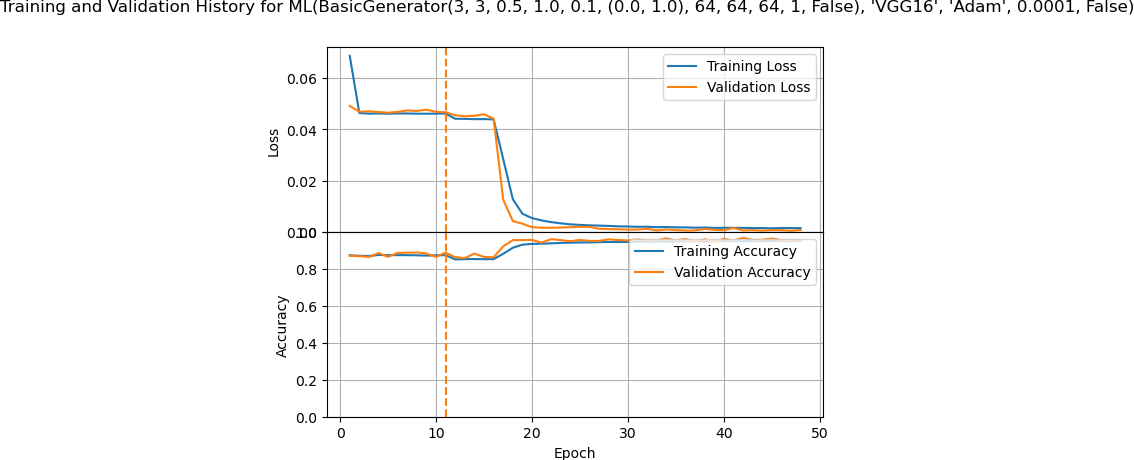 Training and Validation History for ML(BasicGenerator(3, 3, 0.5, 1.0, 0.1, (0.0, 1.0), 64, 64, 64, 1, False), 'VGG16', 'Adam', 0.0001, False)
Training Loss
Validation Loss
0.06
0.04
0.02
0.00
Loss
1.0
Training Accuracy
Validation Accuracy
0.8
0.6
0.4
0.2
0.0
Accuracy
0 10 20 30 40 50
Epoch